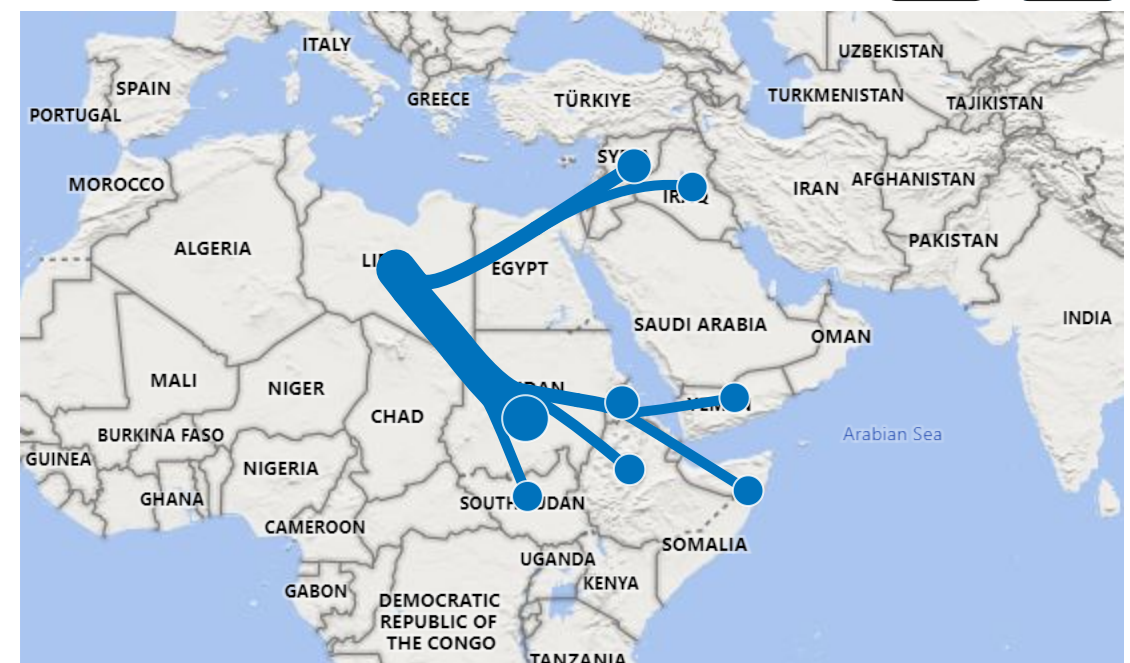 ITALY
UZBEKISTAN
SPAIN
GREECE
TÜRKIYE
TURKMENISTAN
TAJIKISTAN
PORTUGAL
MOROCCO
IRAN
AFGHANISTAN
ALGERIA
EGYPT
PAKISTAN
SAUDI ARABIA
OMAN
INDIA
MALI
NIGER
CHAD
BURKINA FASO
Arabian Sea
GUINEA
NIGERIA
GHANA
CAMEROON
SOMALIA
UGANDA
KENYA
GABON
DEMOCRATIC
REPUBLIC OF
THE CONGO
TANZANIA